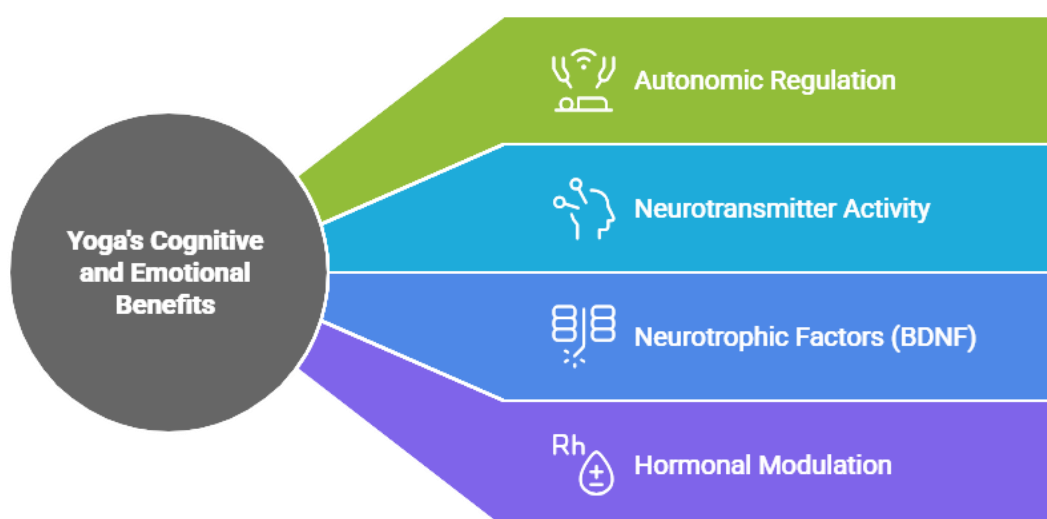 Yoga's Cognitive
and Emotional
Benefits
Autonomic Regulation
Neurotransmitter Activity
Neurotrophic Factors (BDNF)
Rh
Hormonal Modulation